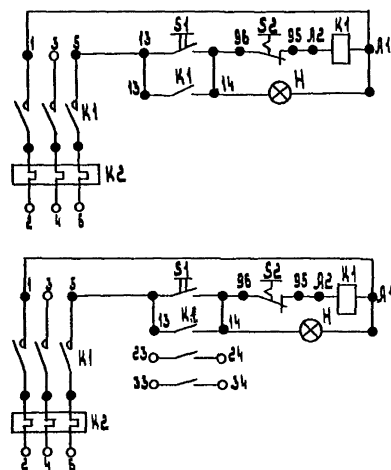 S1 S2 K1
1 3 5 13 96 95 A2 A1
13 K1 14 H
K1
K2
2 4 6
S1 S2 K1
1 3 5 96 95 A2 A1
13 K1 14 H
23 24
K1
33 34
K2
2 4 6